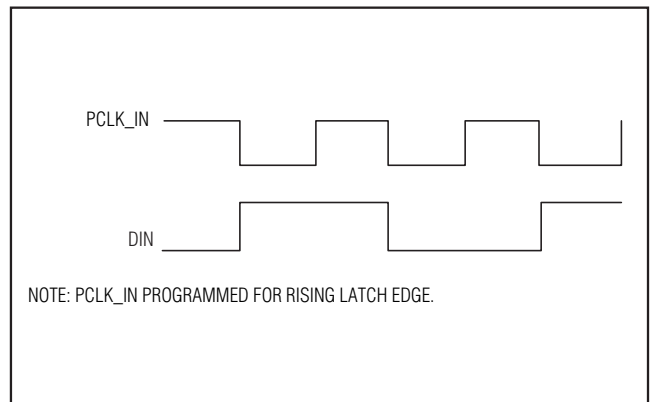 PCLK_IN
DIN
NOTE: PCLK_IN PROGRAMMED FOR RISING LATCH EDGE.